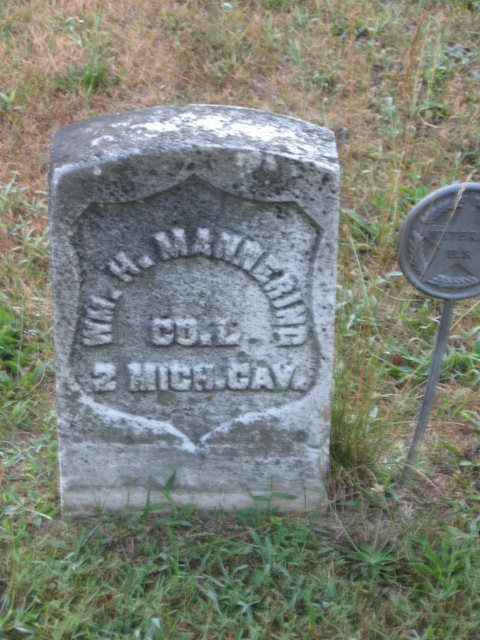 WM. H. MANNERING
CO. L.
2 MICH. CAV.